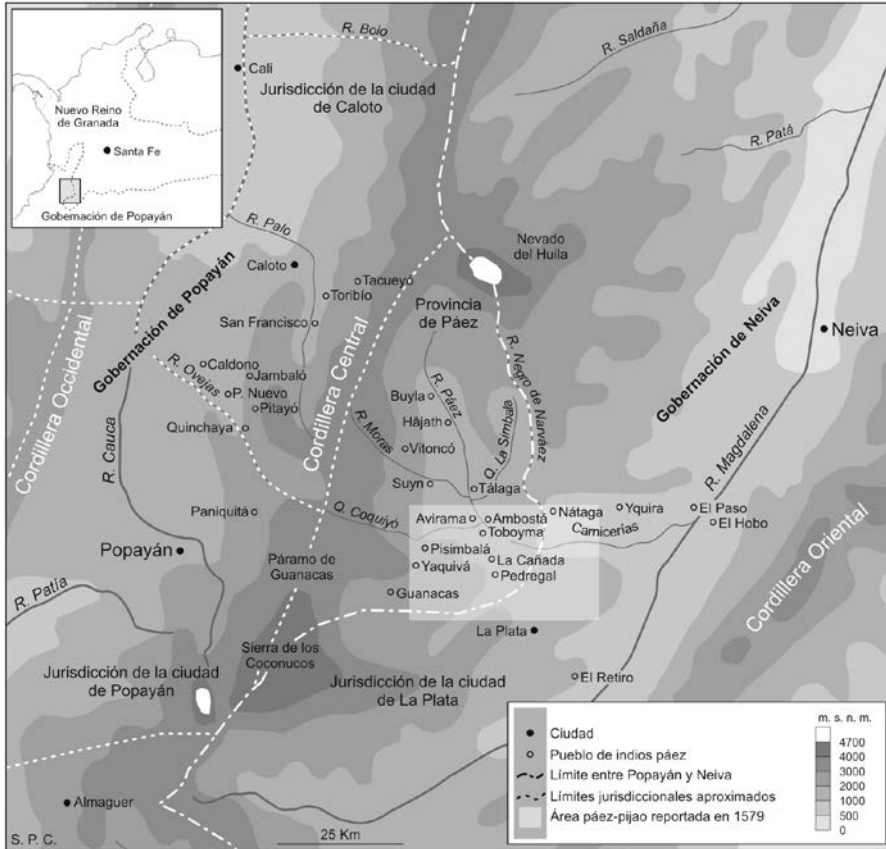 R. Bolo
Cali
Jurisdicción de la ciudad
de Caloto
R. Saldaña
Nuevo Reino
de Granada
Santa Fe
Gobernación de Popayán
R. Patá
R. Palo
Caloto
Nevado
del Huila
Tacueyó
Toribío
Gobernación de Popayán
Provincia
de Páez
San Francisco
Neiva
Cordillera Occidental
Cordillera Central
R. Negro de Narváez
Gobernación de Neiva
R. Ovejas
Caldono
Jambaló
P. Nuevo
Pitayó
Quinchaya
Buyla
R. Páez
Hàjath
R. Moras
Vitoncó
Q. La Simbala
R. Magdalena
R. Cauca
Suyn
Tálaga
Paniquitá
Q. Coquiyó
Avirama
Ambostá
Toboyma
Nátaga
Yquira
El Paso
El Hobo
Carnicerías
Popayán
Páramo de
Guanacas
Pisimbalá
Yaquivá
La Cañada
Pedregal
Guanacas
Cordillera Oriental
R. Patía
La Plata
Sierra de los
Coconucos
Jurisdicción de la ciudad
de Popayán
Jurisdicción de la ciudad
de La Plata
El Retiro
Almaguer
S. P. C.
25 Km
Ciudad
Pueblo de indios páez
Límite entre Popayán y Neiva
Límites jurisdiccionales aproximados
Área páez-pijao reportada en 1579
m. s. n. m.
4700
4000
3000
2000
1000
500
0